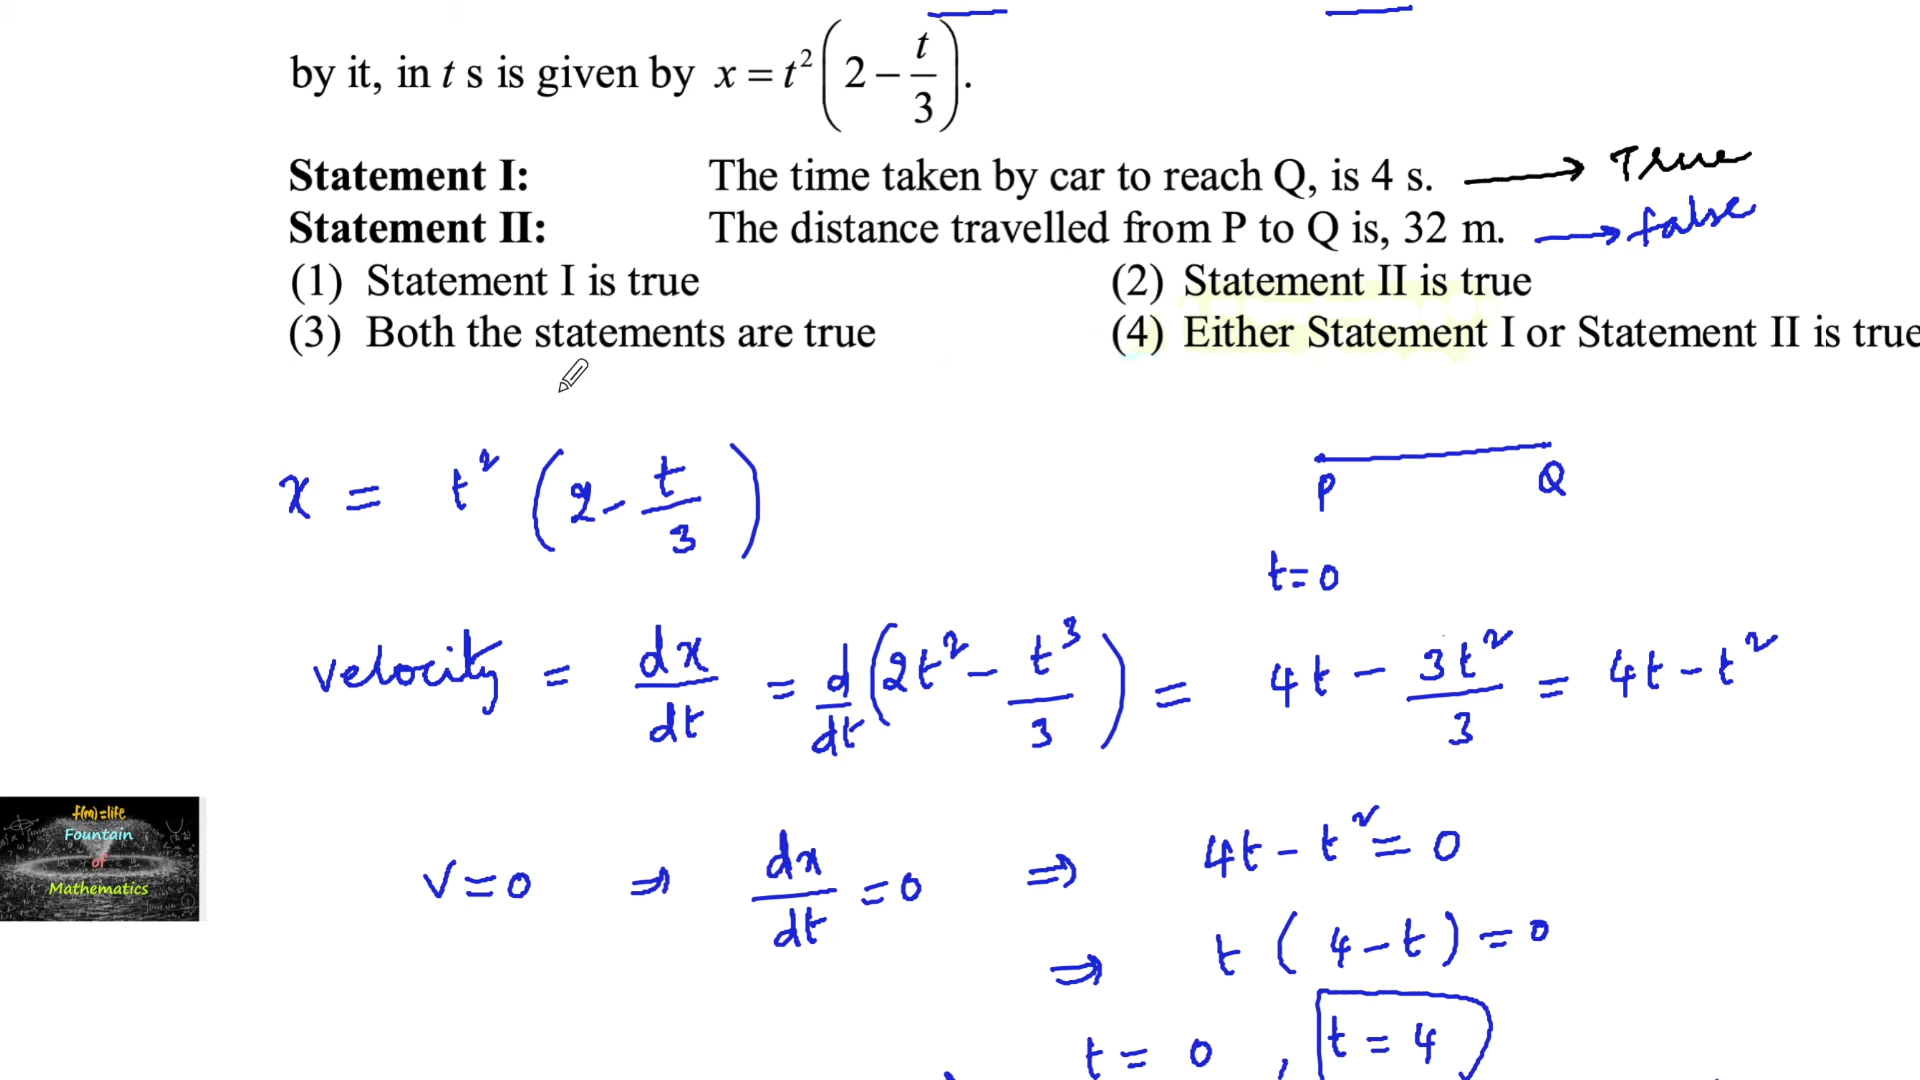 by it, in t s is given by x = t²(2 − t/3).
Statement I: The time taken by car to reach Q, is 4 s. → True
Statement II: The distance travelled from P to Q is, 32 m. → false
(1) Statement I is true (2) Statement II is true
(3) Both the statements are true (4) Either Statement I or Statement II is true
x = t² (2 - t/3)
P Q
t=0
velocity = dx/dt = d/dt (2t² - t³/3) = 4t - 3t²/3 = 4t - t²
v=0 ⇒ dx/dt = 0 ⇒ 4t - t² = 0
⇒ t (4 - t) = 0
t = 0 , t = 4
f(m)=life
Fountain
of
Mathematics